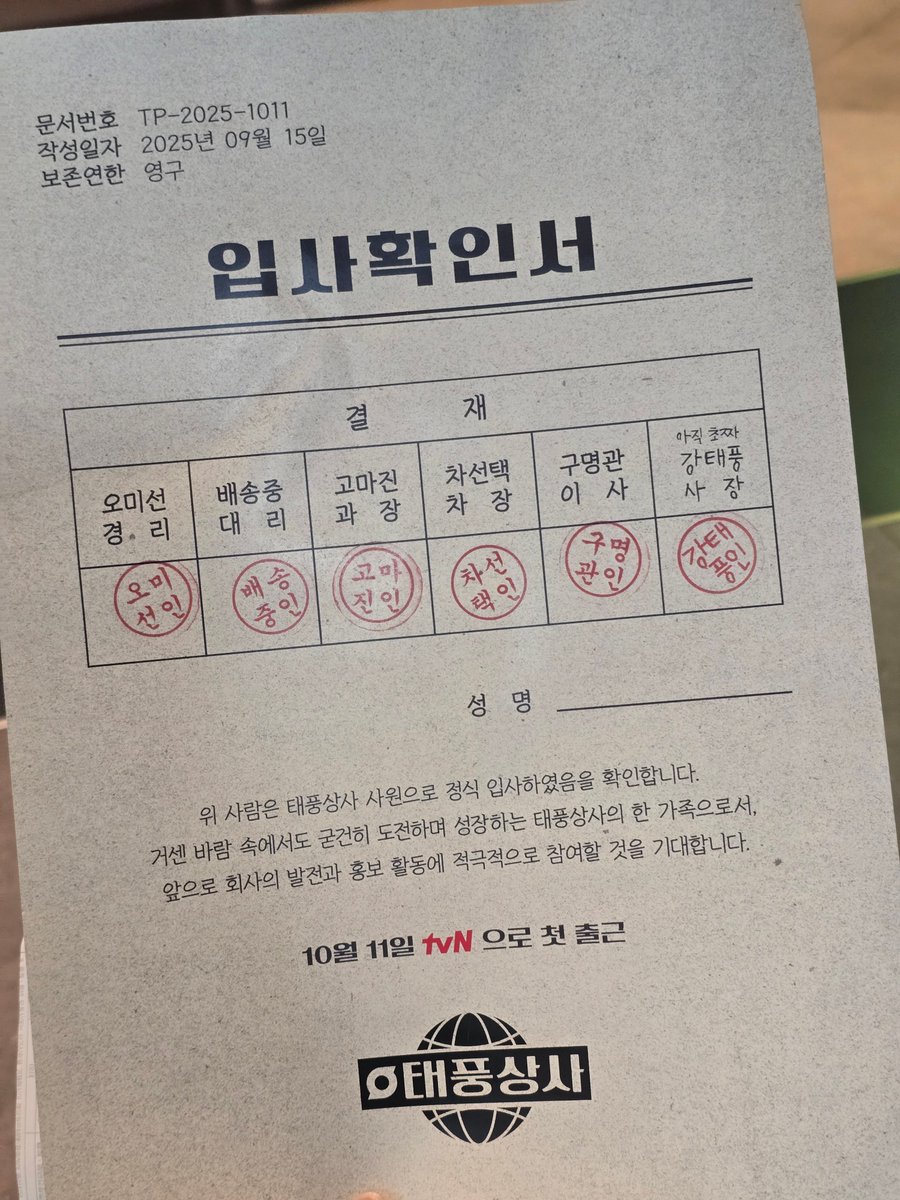 문서번호 TP-2025-1011
작성일자 2025년 09월 15일
보존연한 영구
입사확인서
결 재
오미선
경 리
배송중
대 리
고마진
과 장
차선택
차 장
구명관
이 사
아직 초짜
강태풍
사 장
오미
선인
배송
중인
고마
진인
차선
택인
구명
관인
강태
풍인
성 명
위 사람은 태풍상사 사원으로 정식 입사하였음을 확인합니다.
거센 바람 속에서도 굳건히 도전하며 성장하는 태풍상사의 한 가족으로서,
앞으로 회사의 발전과 홍보 활동에 적극적으로 참여할 것을 기대합니다.
10월 11일 tvN 으로 첫 출근
태풍상사